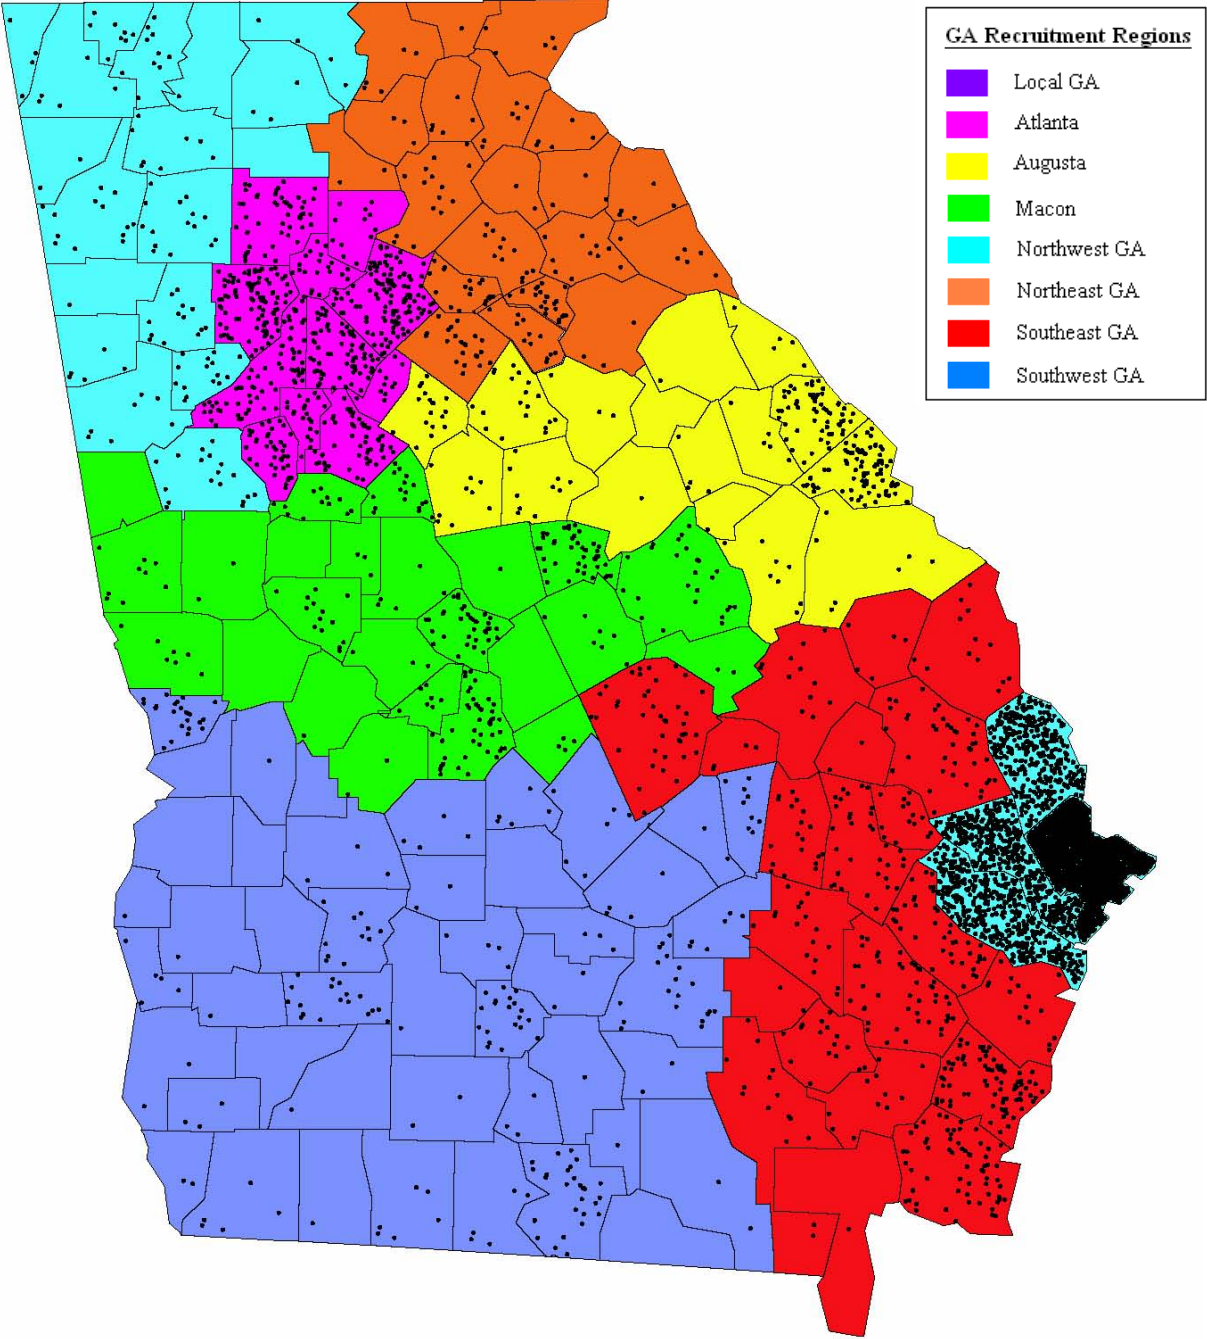 GA Recruitment Regions
Local GA
Atlanta
Augusta
Macon
Northwest GA
Northeast GA
Southeast GA
Southwest GA